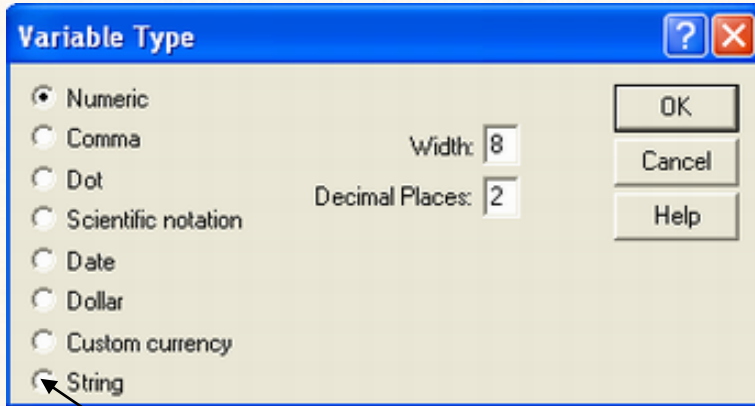 Variable Type
Numeric
Comma
Dot
Scientific notation
Date
Dollar
Custom currency
String
Width: 8
Decimal Places: 2
OK
Cancel
Help